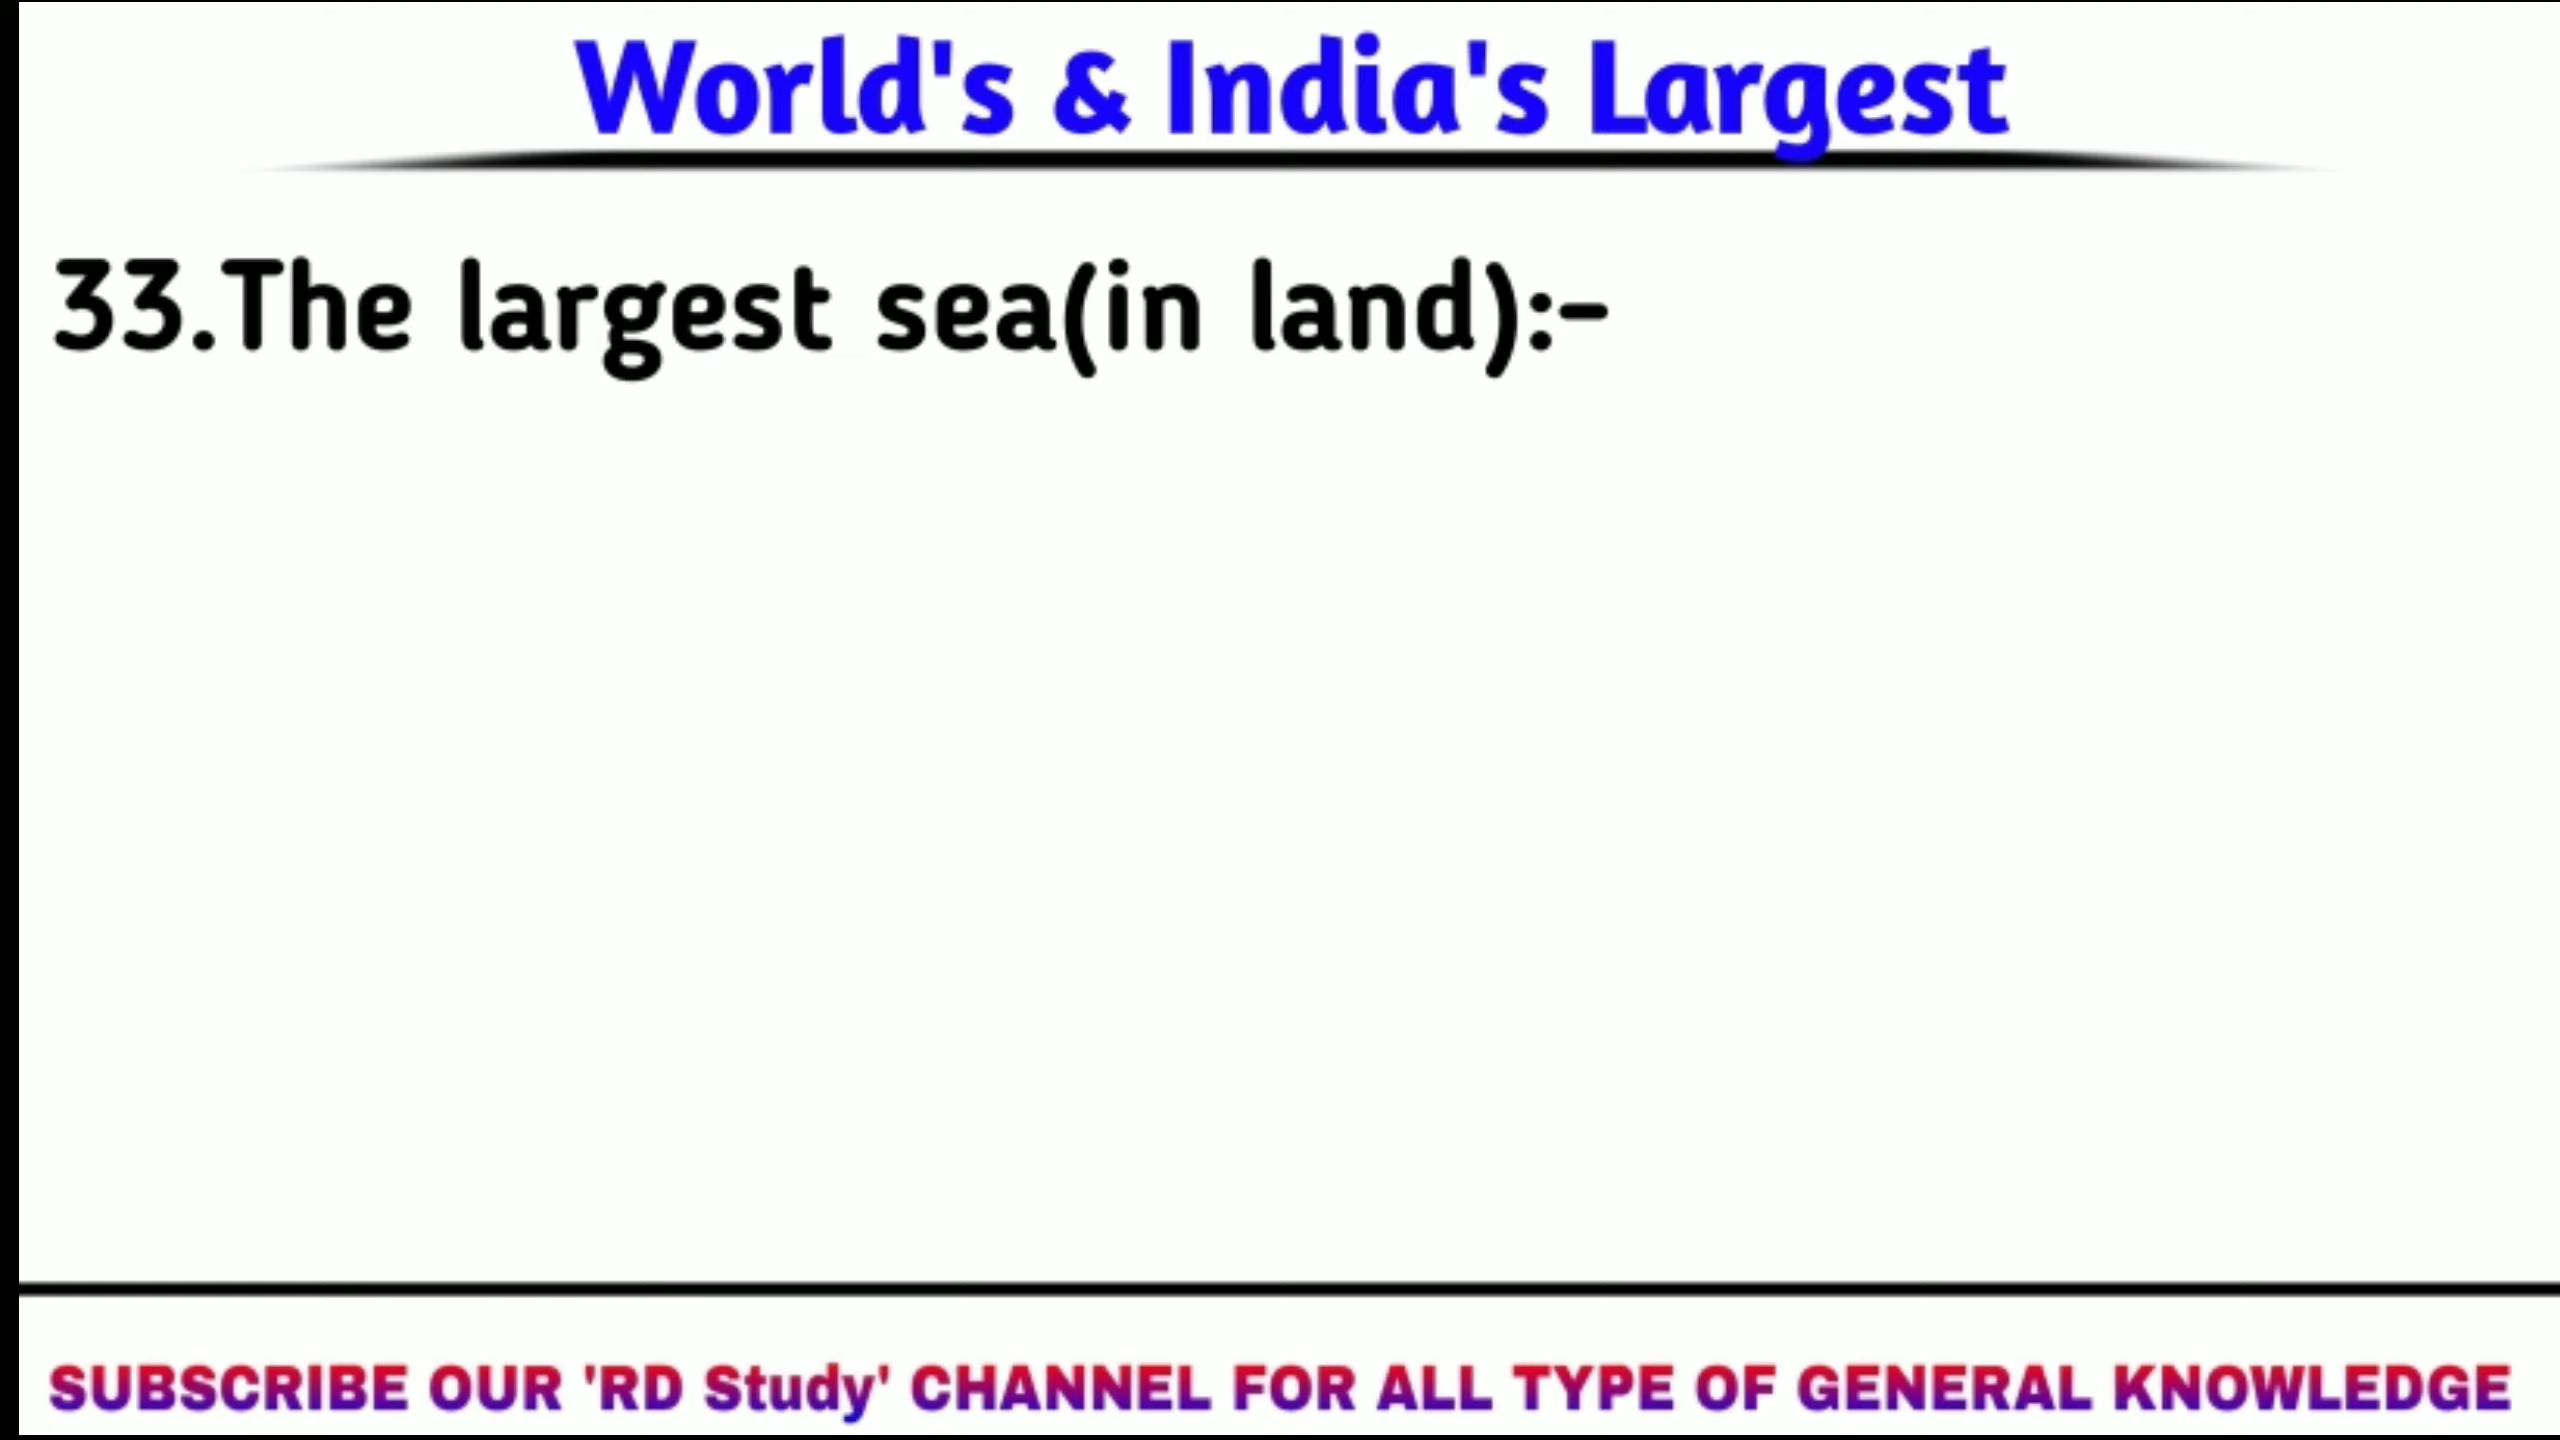 World's & India's Largest
33.The largest sea(in land):-
SUBSCRIBE OUR 'RD Study' CHANNEL FOR ALL TYPE OF GENERAL KNOWLEDGE